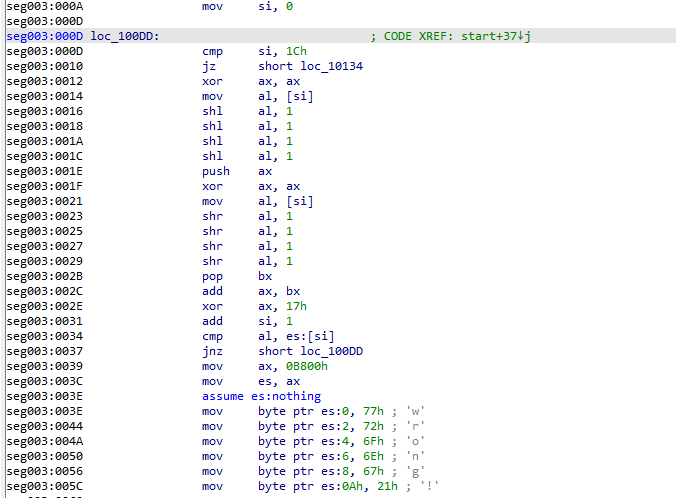 seg003:000A mov si, 0
seg003:000D
seg003:000D loc_100DD: ; CODE XREF: start+37↓j
seg003:000D cmp si, 1Ch
seg003:0010 jz short loc_10134
seg003:0012 xor ax, ax
seg003:0014 mov al, [si]
seg003:0016 shl al, 1
seg003:0018 shl al, 1
seg003:001A shl al, 1
seg003:001C shl al, 1
seg003:001E push ax
seg003:001F xor ax, ax
seg003:0021 mov al, [si]
seg003:0023 shr al, 1
seg003:0025 shr al, 1
seg003:0027 shr al, 1
seg003:0029 shr al, 1
seg003:002B pop bx
seg003:002C add ax, bx
seg003:002E xor ax, 17h
seg003:0031 add si, 1
seg003:0034 cmp al, es:[si]
seg003:0037 jnz short loc_100DD
seg003:0039 mov ax, 0B800h
seg003:003C mov es, ax
seg003:003E assume es:nothing
seg003:003E mov byte ptr es:0, 77h ; 'w'
seg003:0044 mov byte ptr es:2, 72h ; 'r'
seg003:004A mov byte ptr es:4, 6Fh ; 'o'
seg003:0050 mov byte ptr es:6, 6Eh ; 'n'
seg003:0056 mov byte ptr es:8, 67h ; 'g'
seg003:005C mov byte ptr es:0Ah, 21h ; '!'